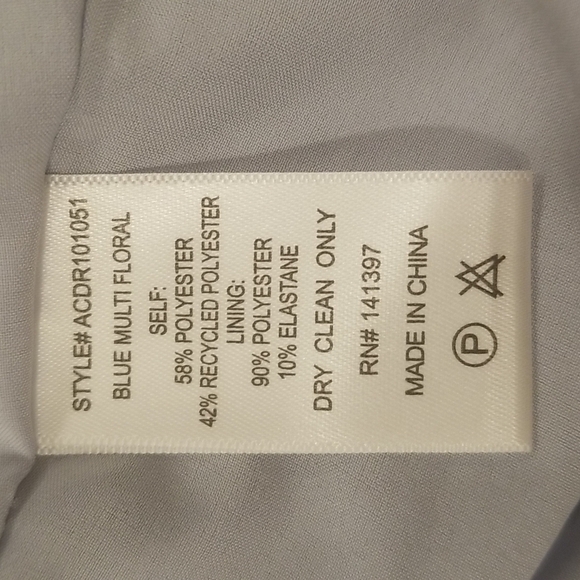 STYLE# ACDR101051
BLUE MULTI FLORAL
SELF:
58% POLYESTER
42% RECYCLED POLYESTER
LINING:
90% POLYESTER
10% ELASTANE
DRY CLEAN ONLY
RN# 141397
MADE IN CHINA
P